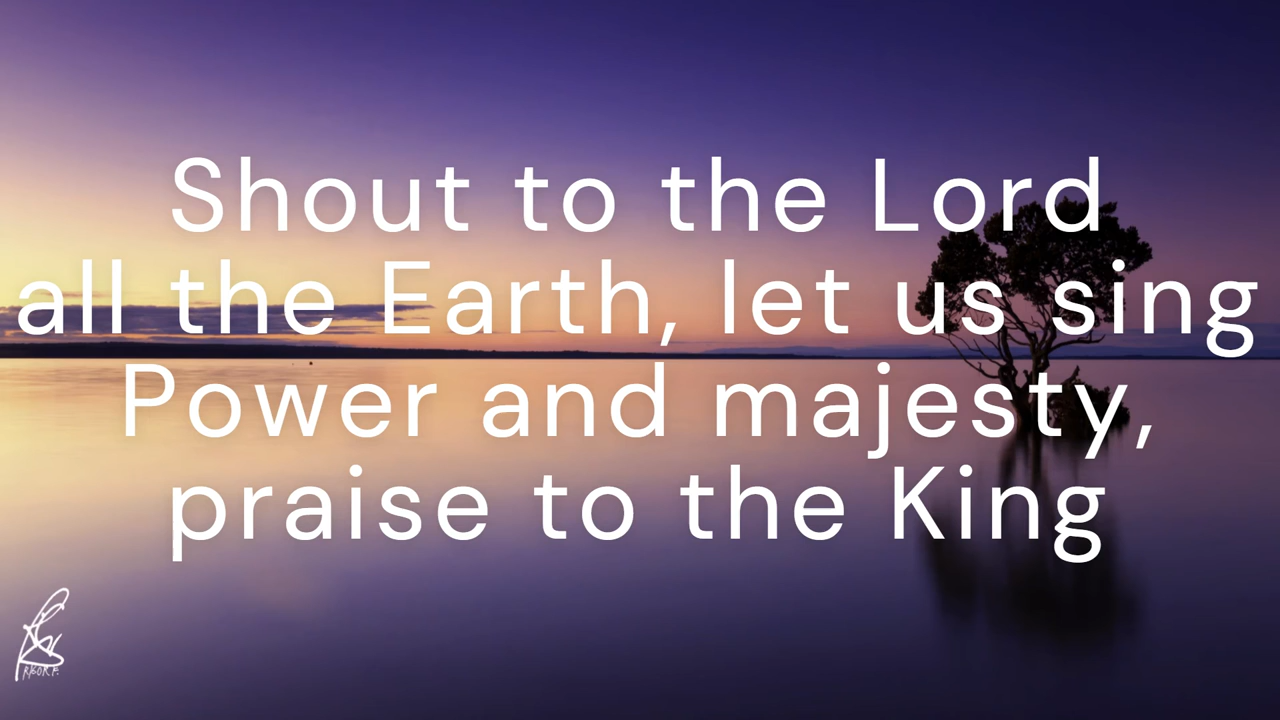 Shout to the Lord
all the Earth, let us sing
Power and majesty,
praise to the King